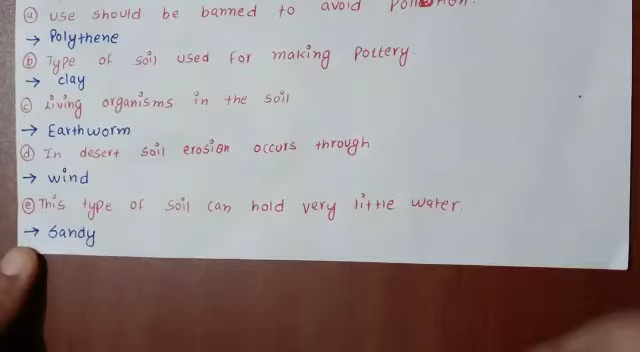 ⓐ use should be banned to avoid pollution.
→ Polythene
ⓑ Type of soil used for making pottery.
→ clay
ⓒ Living organisms in the soil
→ Earthworm
ⓓ In desert soil erosion occurs through
→ wind
ⓔ This type of soil can hold very little water.
→ Sandy